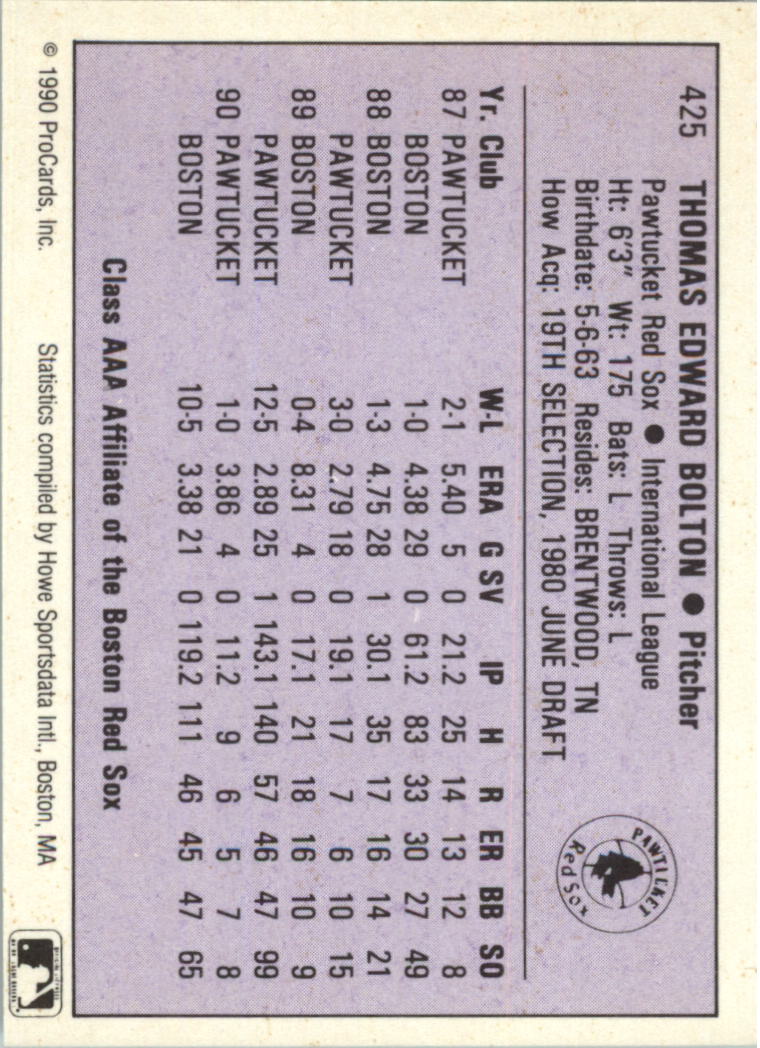 425 THOMAS EDWARD BOLTON ● Pitcher
Pawtucket Red Sox ● International League
Ht: 6'3" Wt: 175 Bats: L Throws: L
Birthdate: 5-6-63 Resides: BRENTWOOD, TN
How Acq: 19TH SELECTION, 1980 JUNE DRAFT
PAWTUCKET
Red Sox
Yr. Club W-L ERA G SV IP H R ER BB SO
87 PAWTUCKET 2-1 5.40 5 0 21.2 25 14 13 12 8
BOSTON 1-0 4.38 29 0 61.2 83 33 30 27 49
88 BOSTON 1-3 4.75 28 1 30.1 35 17 16 14 21
PAWTUCKET 3-0 2.79 18 0 19.1 17 7 6 10 15
89 BOSTON 0-4 8.31 4 0 17.1 21 18 16 10 9
PAWTUCKET 12-5 2.89 25 1 143.1 140 57 46 47 99
90 PAWTUCKET 1-0 3.86 4 0 11.2 9 6 5 7 8
BOSTON 10-5 3.38 21 0 119.2 111 46 45 47 65
Class AAA Affiliate of the Boston Red Sox
© 1990 ProCards, Inc. Statistics compiled by Howe Sportsdata Intl., Boston, MA